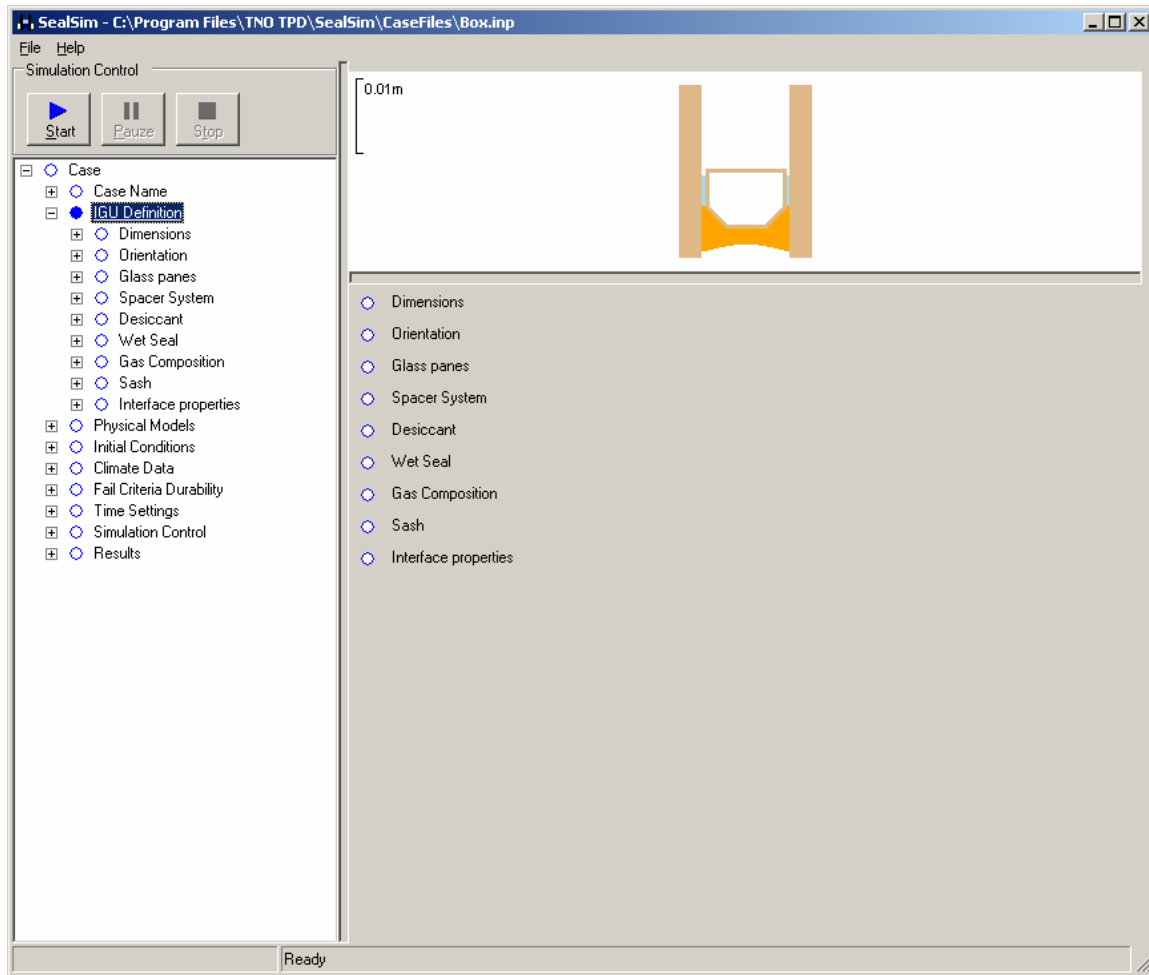 SealSim - C:\Program Files\TNO TPD\SealSim\CaseFiles\Box.inp
File Help
Simulation Control
Start Pauze Stop
Case
Case Name
IGU Definition
Dimensions
Orientation
Glass panes
Spacer System
Desiccant
Wet Seal
Gas Composition
Sash
Interface properties
Physical Models
Initial Conditions
Climate Data
Fail Criteria Durability
Time Settings
Simulation Control
Results
0.01m
Dimensions
Orientation
Glass panes
Spacer System
Desiccant
Wet Seal
Gas Composition
Sash
Interface properties
Ready